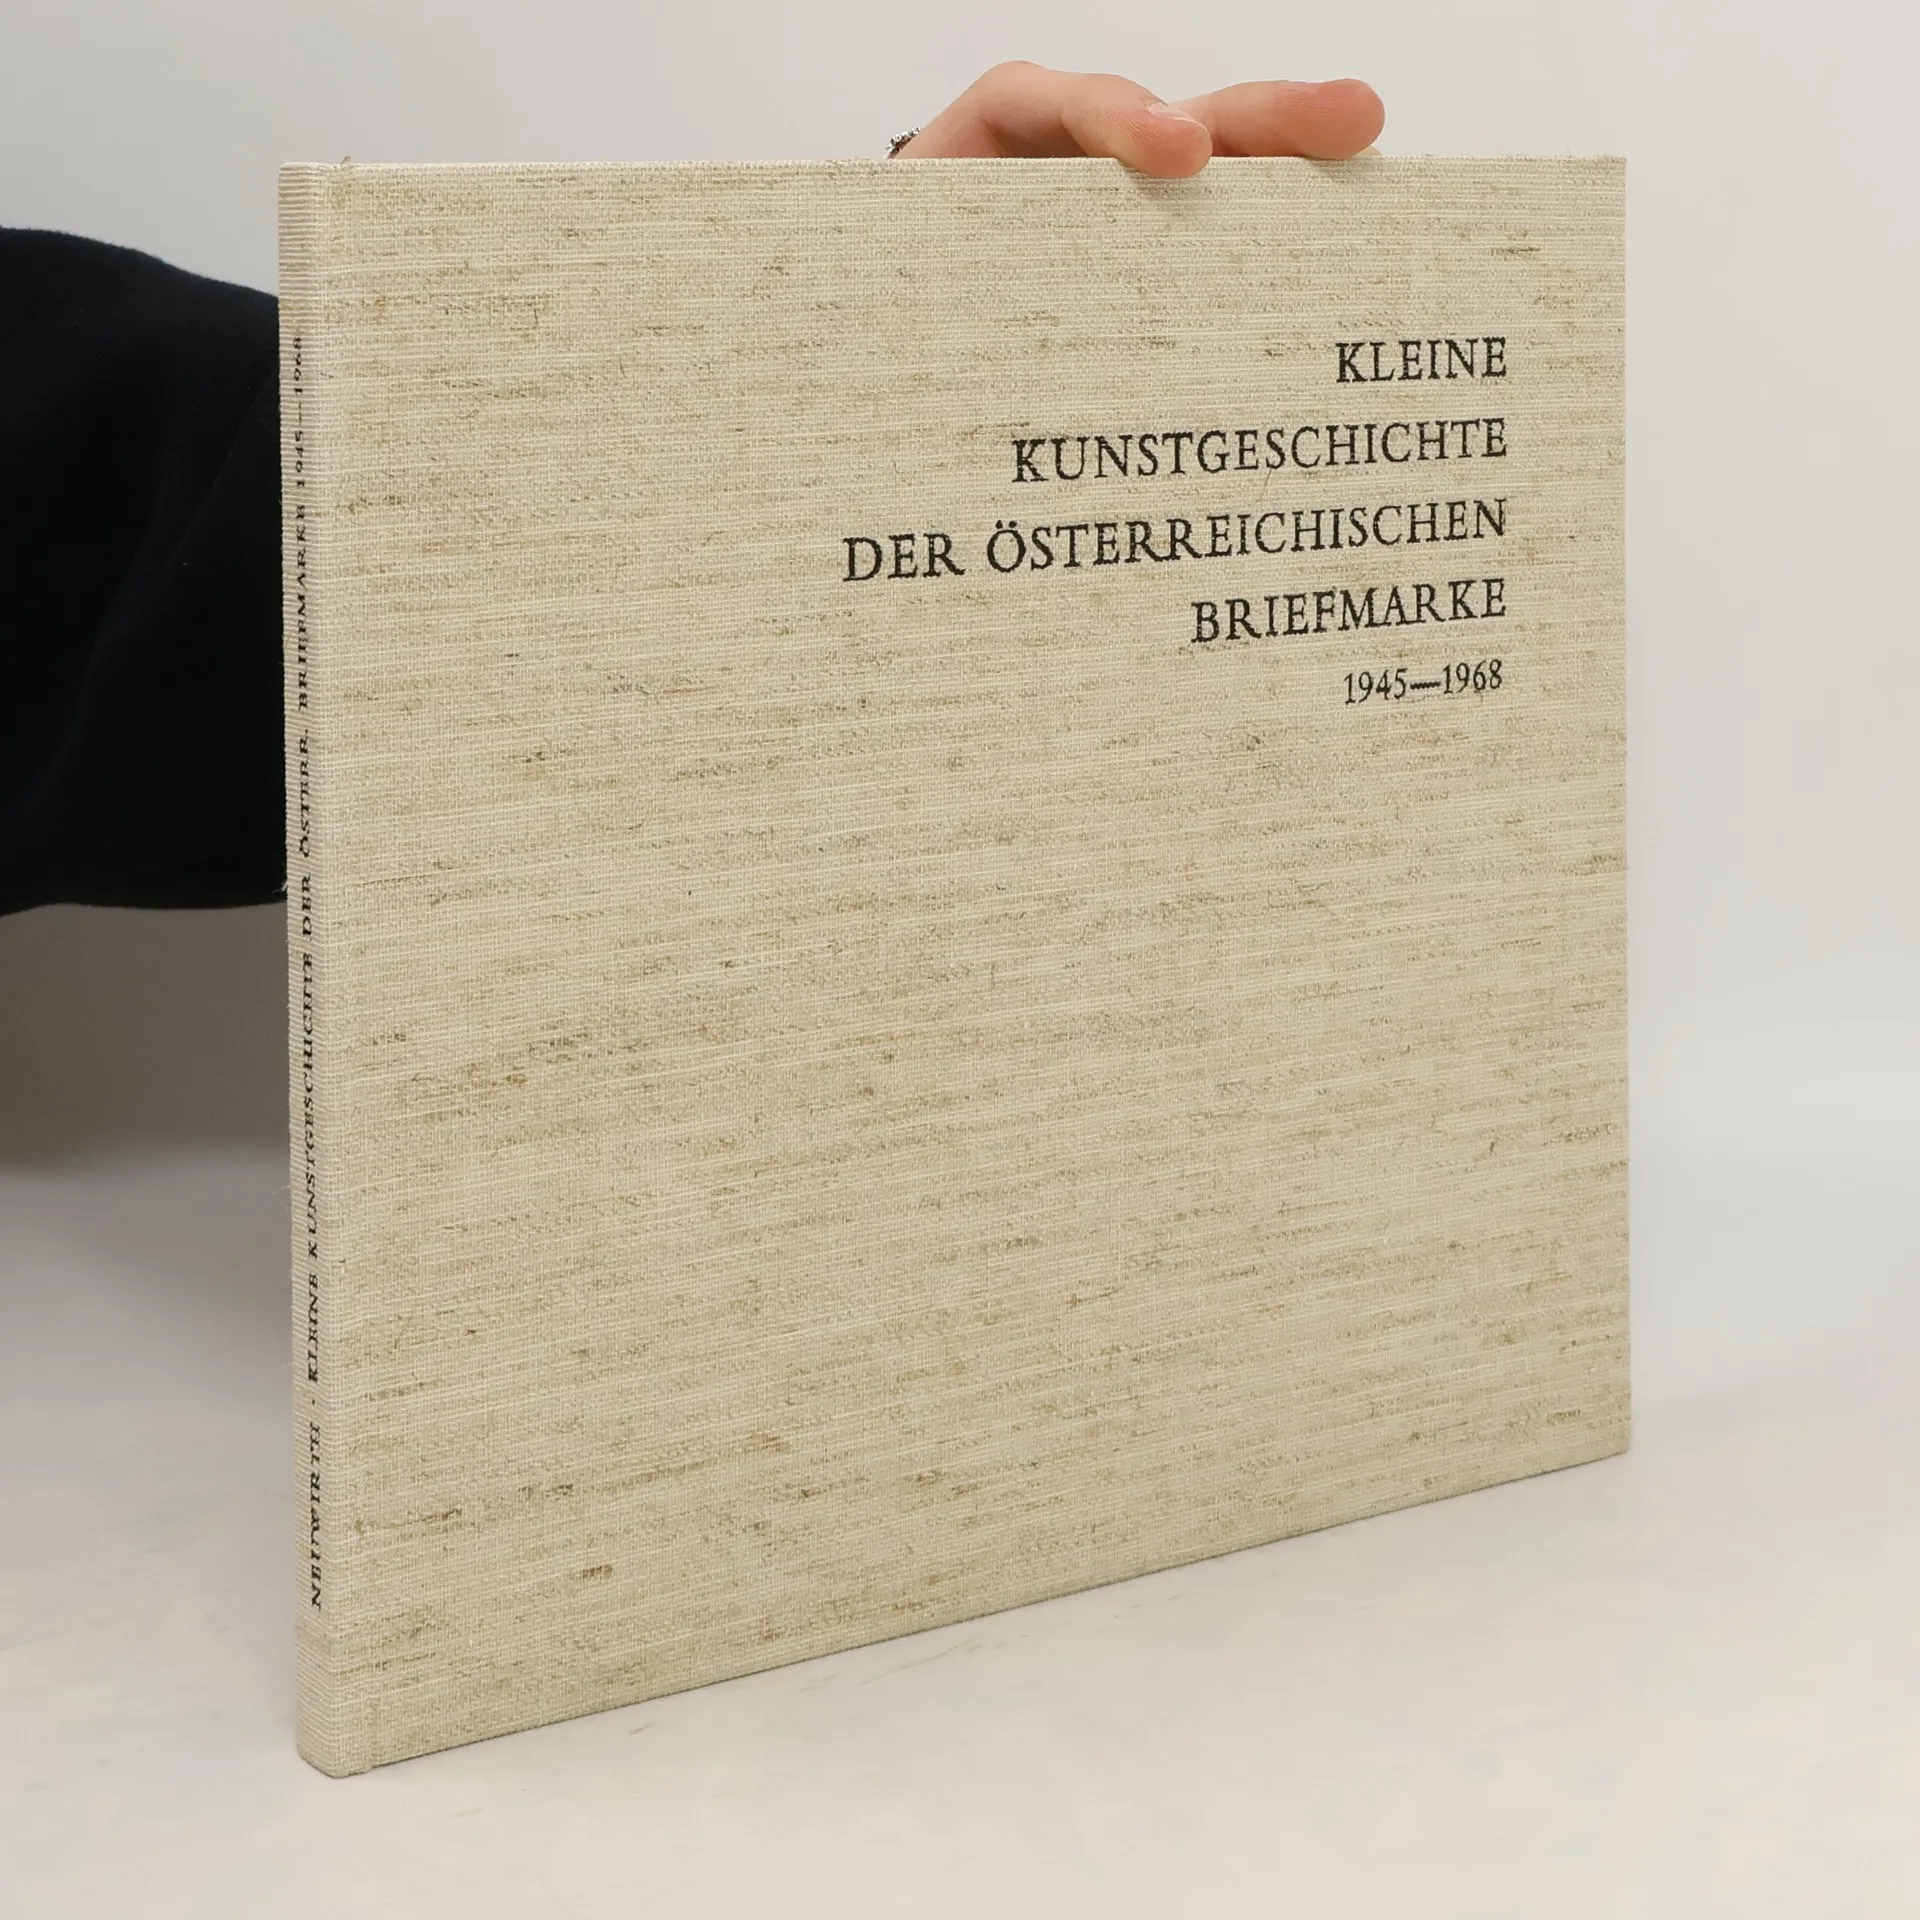 KLEINE
KUNSTGESCHICHTE
DER ÖSTERREICHISCHEN
BRIEFMARKE
1945—1968
NEUWIRTH · KLEINE KUNSTGESCHICHTE DER ÖSTERR. BRIEFMARKE 1945—1968